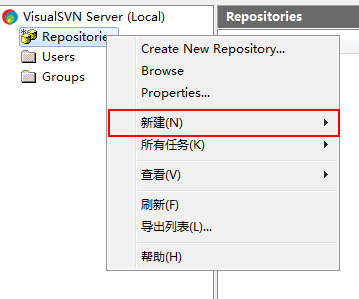 VisualSVN Server (Local)
Repositories
Users
Groups
Repositories
Create New Repository...
Browse
Properties...
新建(N)
所有任务(K)
查看(V)
刷新(F)
导出列表(L)...
帮助(H)